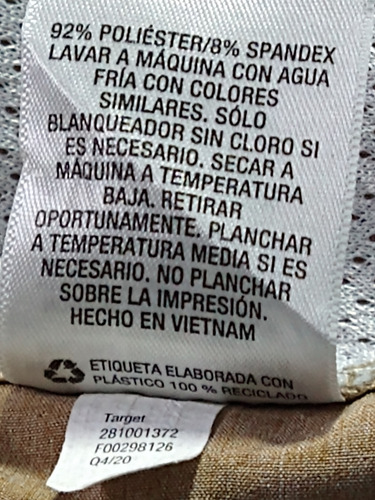 92% POLIÉSTER/8% SPANDEX
LAVAR A MÁQUINA CON AGUA
FRÍA CON COLORES
SIMILARES. SÓLO
BLANQUEADOR SIN CLORO SI
ES NECESARIO. SECAR A
MÁQUINA A TEMPERATURA
BAJA. RETIRAR
OPORTUNAMENTE. PLANCHAR
A TEMPERATURA MEDIA SI ES
NECESARIO. NO PLANCHAR
SOBRE LA IMPRESIÓN.
HECHO EN VIETNAM
ETIQUETA ELABORADA CON
PLÁSTICO 100 % RECICLADO
Target
281001372
F00298126
Q4/20